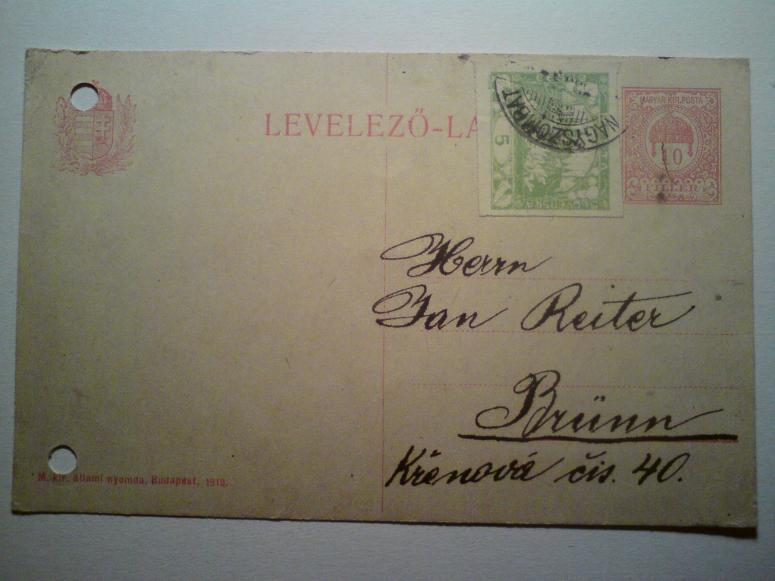 LEVELEZŐ-LA
NAGYSZOMBAT
5
MAGYAR KIR. POSTA
10
FILLÉR
Herrn
Jan Reiter
Brünn
Křenová čís. 40.
M. kir. állami nyomda, Budapest, 1918.